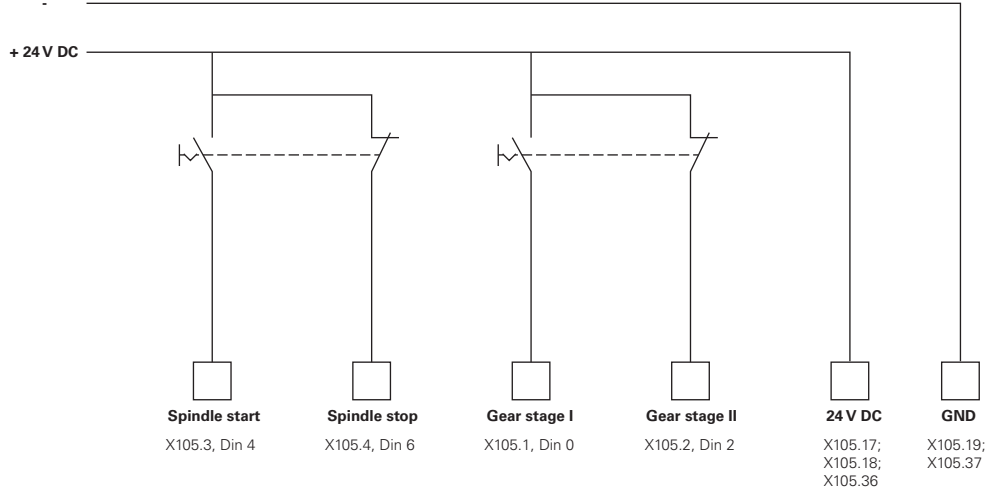 -
+ 24 V DC
Spindle start
X105.3, Din 4
Spindle stop
X105.4, Din 6
Gear stage I
X105.1, Din 0
Gear stage II
X105.2, Din 2
24 V DC
X105.17;
X105.18;
X105.36
GND
X105.19;
X105.37